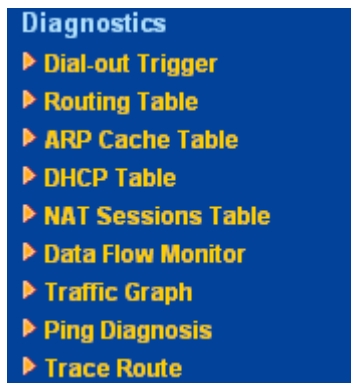 Diagnostics
Dial-out Trigger
Routing Table
ARP Cache Table
DHCP Table
NAT Sessions Table
Data Flow Monitor
Traffic Graph
Ping Diagnosis
Trace Route